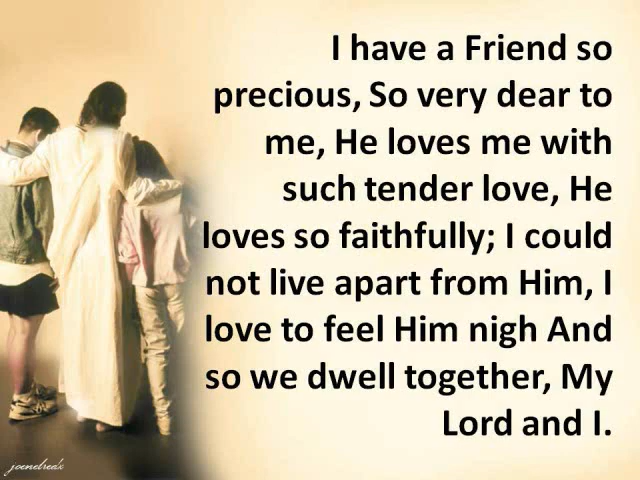 I have a Friend so
precious, So very dear to
me, He loves me with
such tender love, He
loves so faithfully; I could
not live apart from Him, I
love to feel Him nigh And
so we dwell together, My
Lord and I.